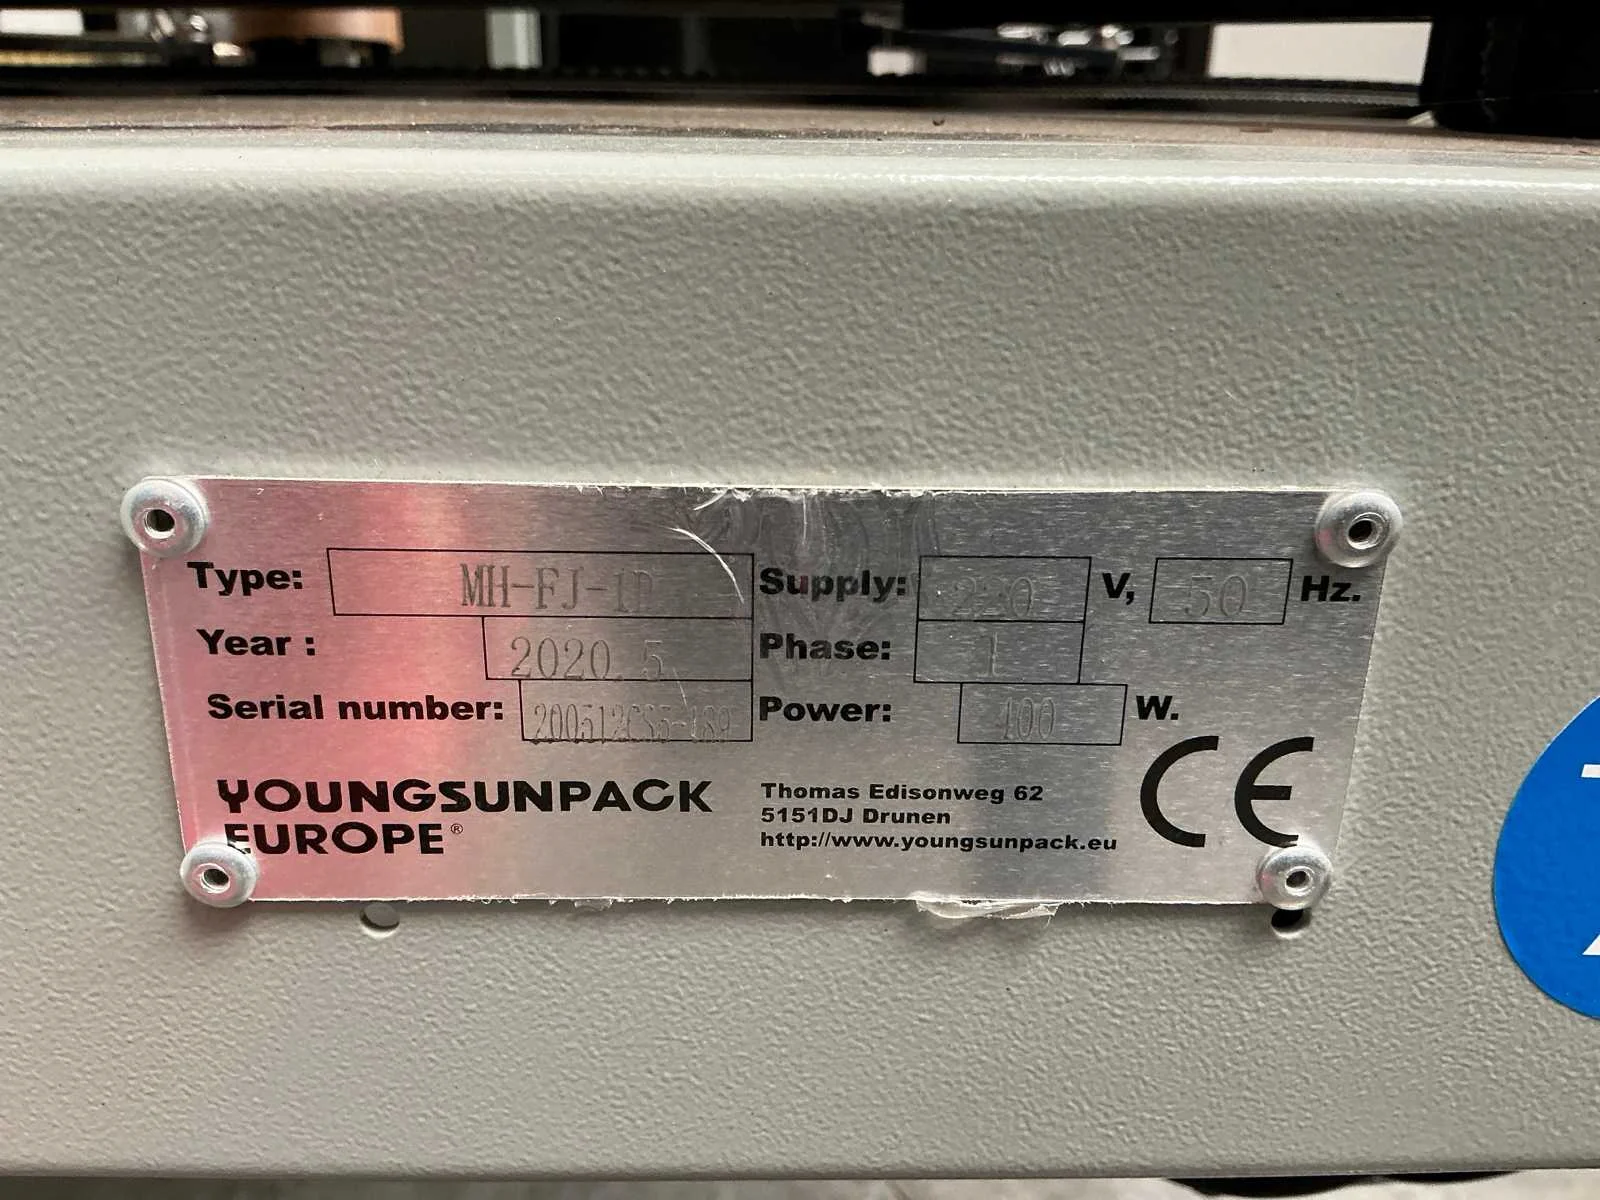 Type: MH-FJ-1D Supply: 220 V, 50 Hz.
Year : 2020.5 Phase: 1
Serial number: Power: 400 W.
YOUNGSUNPACK
EUROPE®
Thomas Edisonweg 62
5151DJ Drunen
http://www.youngsunpack.eu
CE